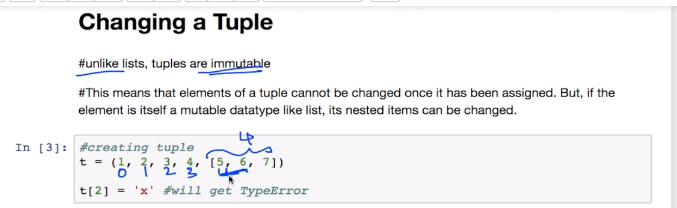 Changing a Tuple
#unlike lists, tuples are immutable
#This means that elements of a tuple cannot be changed once it has been assigned. But, if the
element is itself a mutable datatype like list, its nested items can be changed.
4
In [3]: #creating tuple
t = (1, 2, 3, 4, [5, 6, 7])
0 1 2 3
t[2] = 'x' #will get TypeError